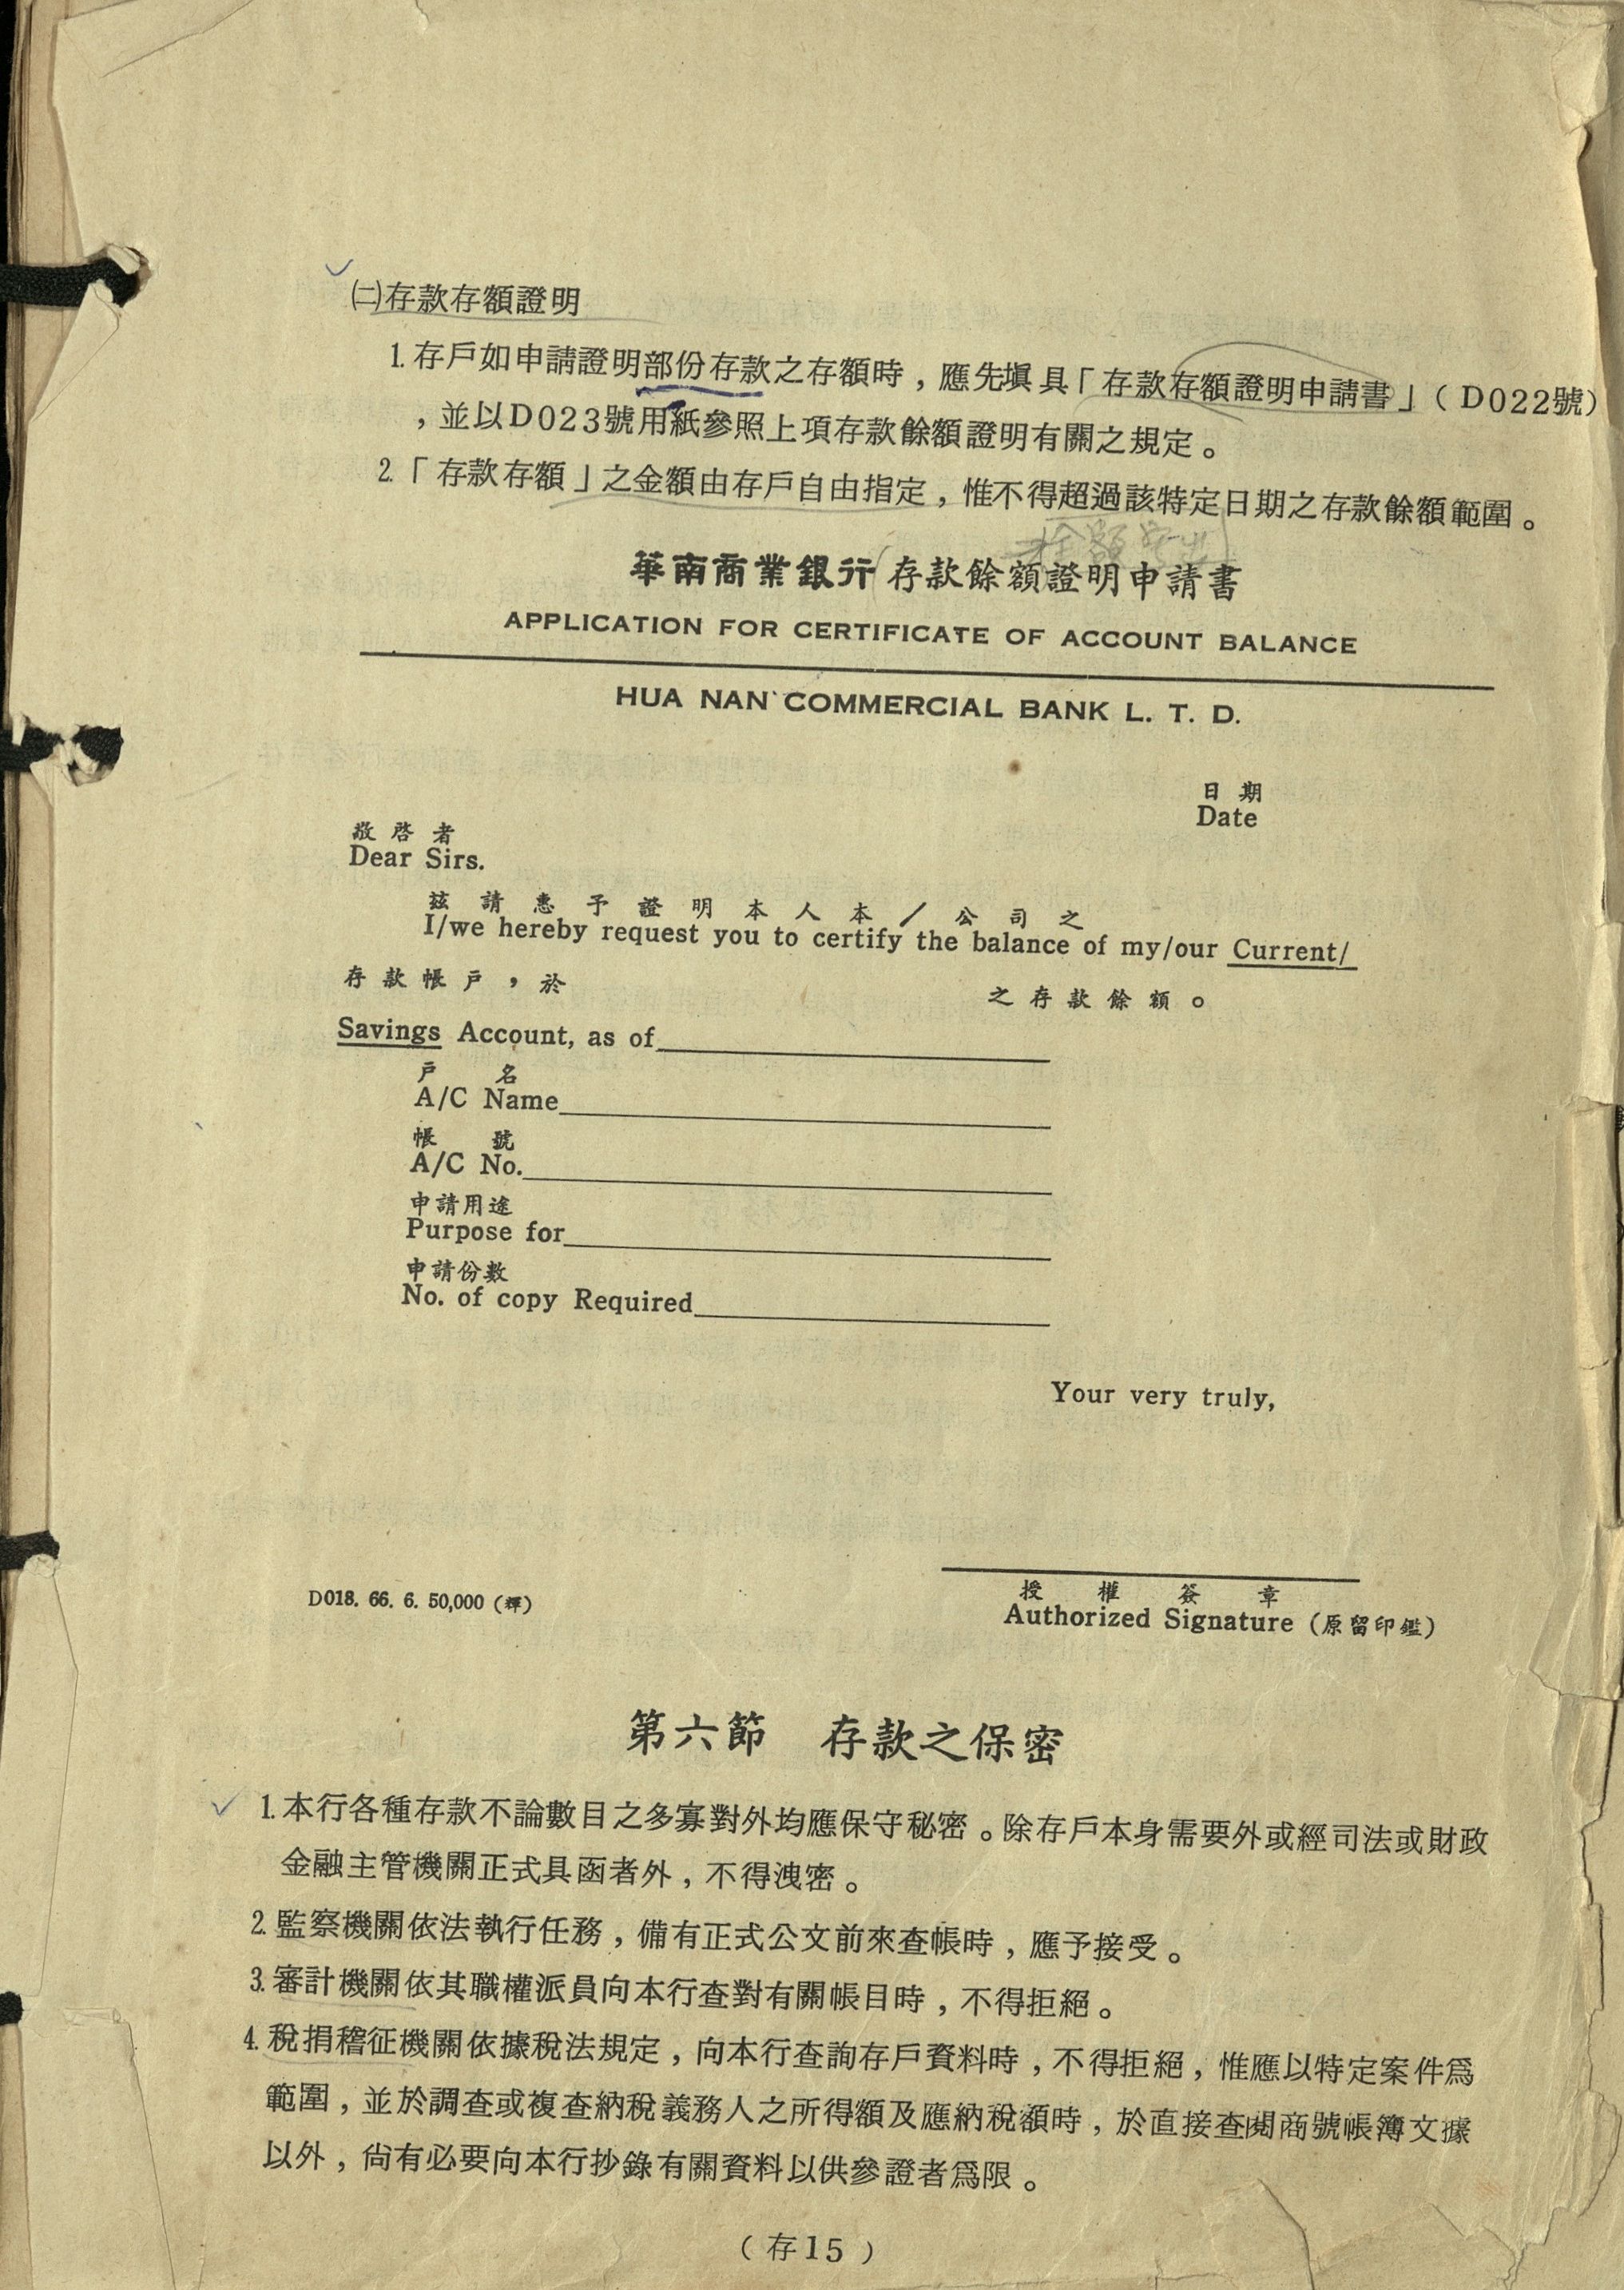 ㈡存款存額證明
1.存戶如申請證明部份存款之存額時，應先塡具「存款存額證明申請書」（D022號）
，並以D023號用紙參照上項存款餘額證明有關之規定。
2.「存款存額」之金額由存戶自由指定，惟不得超過該特定日期之存款餘額範圍。
華南商業銀行存款餘額證明申請書
APPLICATION FOR CERTIFICATE OF ACCOUNT BALANCE
HUA NAN COMMERCIAL BANK L. T. D.
日期
Date
敬啓者
Dear Sirs.
玆請惠予證明本人本／公司之
I/we hereby request you to certify the balance of my/our Current/
存款帳戶，於 之存款餘額。
Savings Account, as of
戶名
A/C Name
帳號
A/C No.
申請用途
Purpose for
申請份數
No. of copy Required
Your very truly,
授權簽章
D018. 66. 6. 50,000（輝）
Authorized Signature（原留印鑑）
第六節 存款之保密
1.本行各種存款不論數目之多寡對外均應保守秘密。除存戶本身需要外或經司法或財政
金融主管機關正式具函者外，不得洩密。
2.監察機關依法執行任務，備有正式公文前來查帳時，應予接受。
3.審計機關依其職權派員向本行查對有關帳目時，不得拒絕。
4.稅捐稽征機關依據稅法規定，向本行查詢存戶資料時，不得拒絕，惟應以特定案件爲
範圍，並於調查或複查納稅義務人之所得額及應納稅額時，於直接查閱商號帳簿文據
以外，尙有必要向本行抄錄有關資料以供參證者爲限。
（存15）